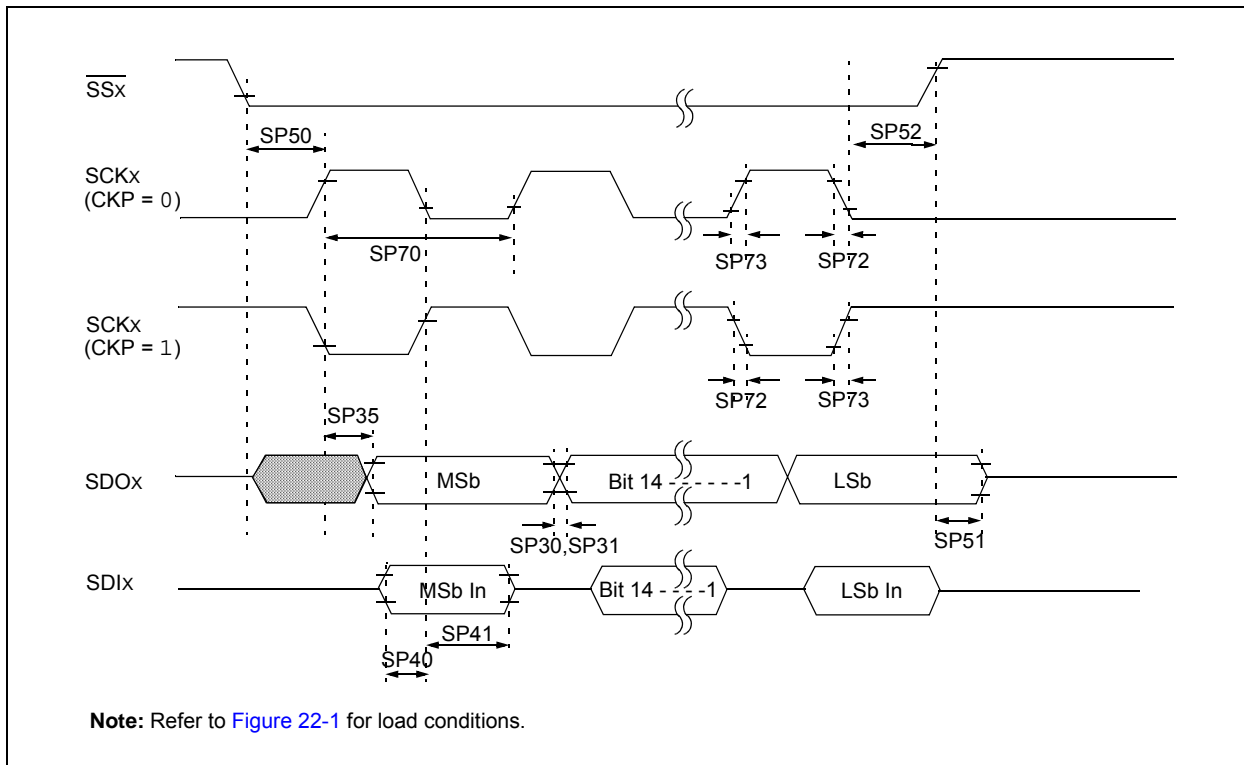 SSx
SP50
SP52
SCKx
(CKP = 0)
SP70
SP73
SP72
SCKx
(CKP = 1)
SP72
SP73
SP35
SDOx
MSb
Bit 14 - - - - - - -1
LSb
SP30,SP31
SP51
SDIx
MSb In
Bit 14 - - - -1
LSb In
SP41
SP40
Note: Refer to Figure 22-1 for load conditions.